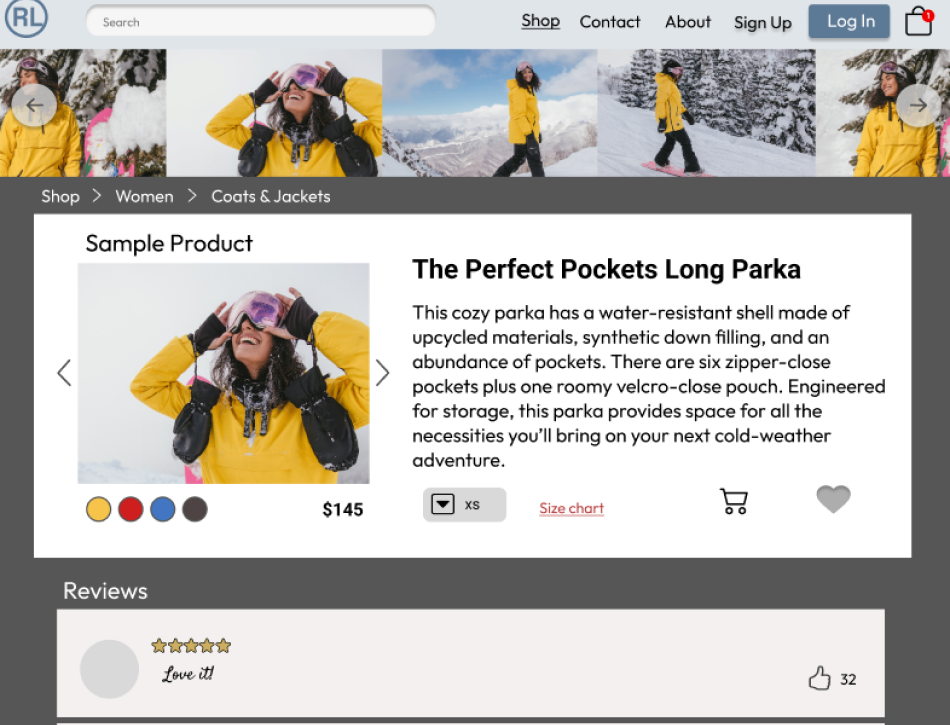 RL
Search
Shop
Contact
About
Sign Up
Log In
1
Shop
Women
Coats & Jackets
Sample Product
$145
The Perfect Pockets Long Parka
This cozy parka has a water-resistant shell made of
upcycled materials, synthetic down filling, and an
abundance of pockets. There are six zipper-close
pockets plus one roomy velcro-close pouch. Engineered
for storage, this parka provides space for all the
necessities you’ll bring on your next cold-weather
adventure.
XS
Size chart
Reviews
Love it!
32